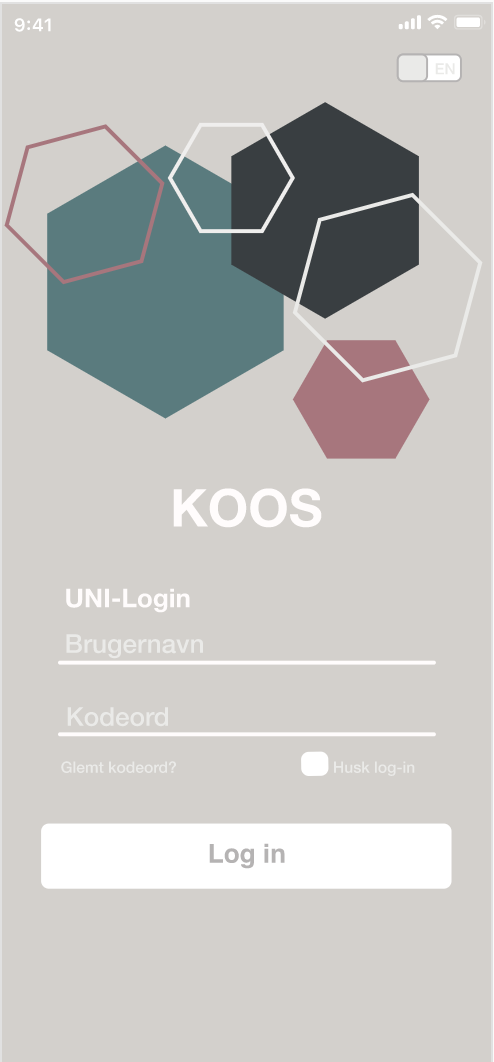 9:41
EN
KOOS
UNI-Login
Brugernavn
Kodeord
Glemt kodeord?
Husk log-in
Log in